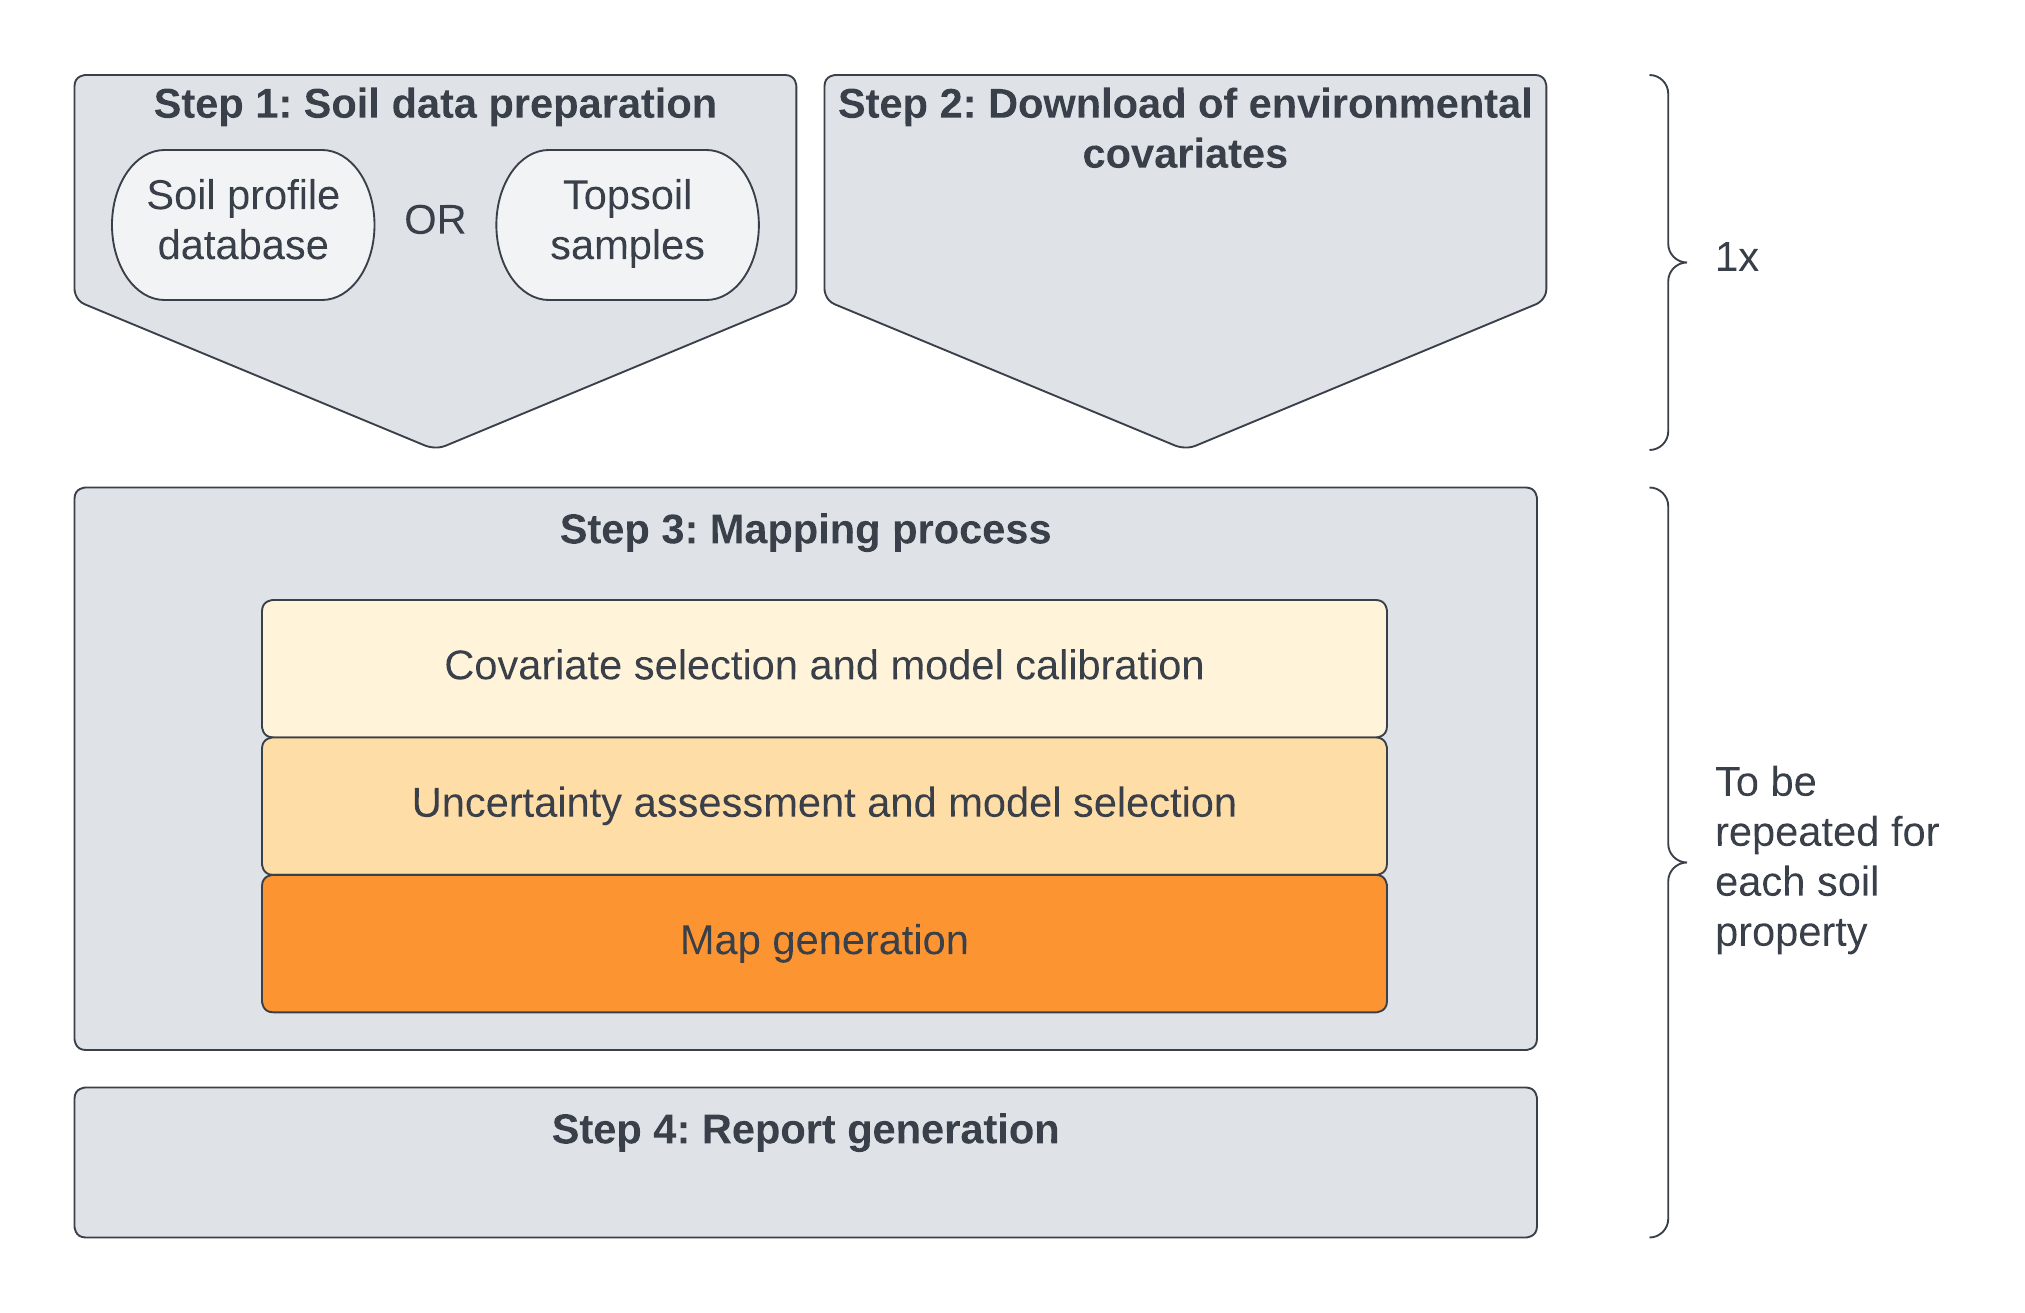 Step 1: Soil data preparation
Soil profile
database
OR
Topsoil
samples
Step 2: Download of environmental
covariates
1x
Step 3: Mapping process
Covariate selection and model calibration
Uncertainty assessment and model selection
Map generation
To be
repeated for
each soil
property
Step 4: Report generation